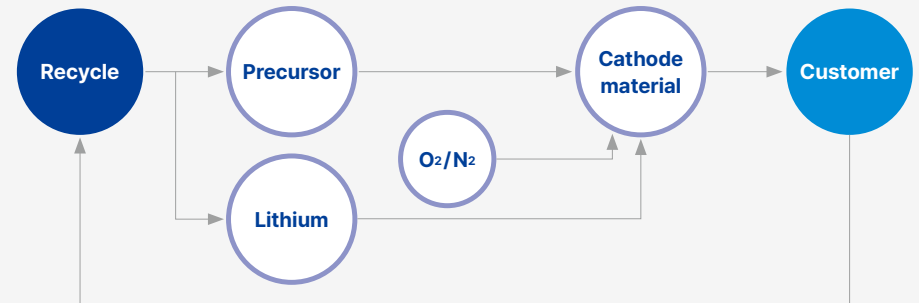 Recycle
Precursor
Cathode
material
Customer
O2/N2
Lithium